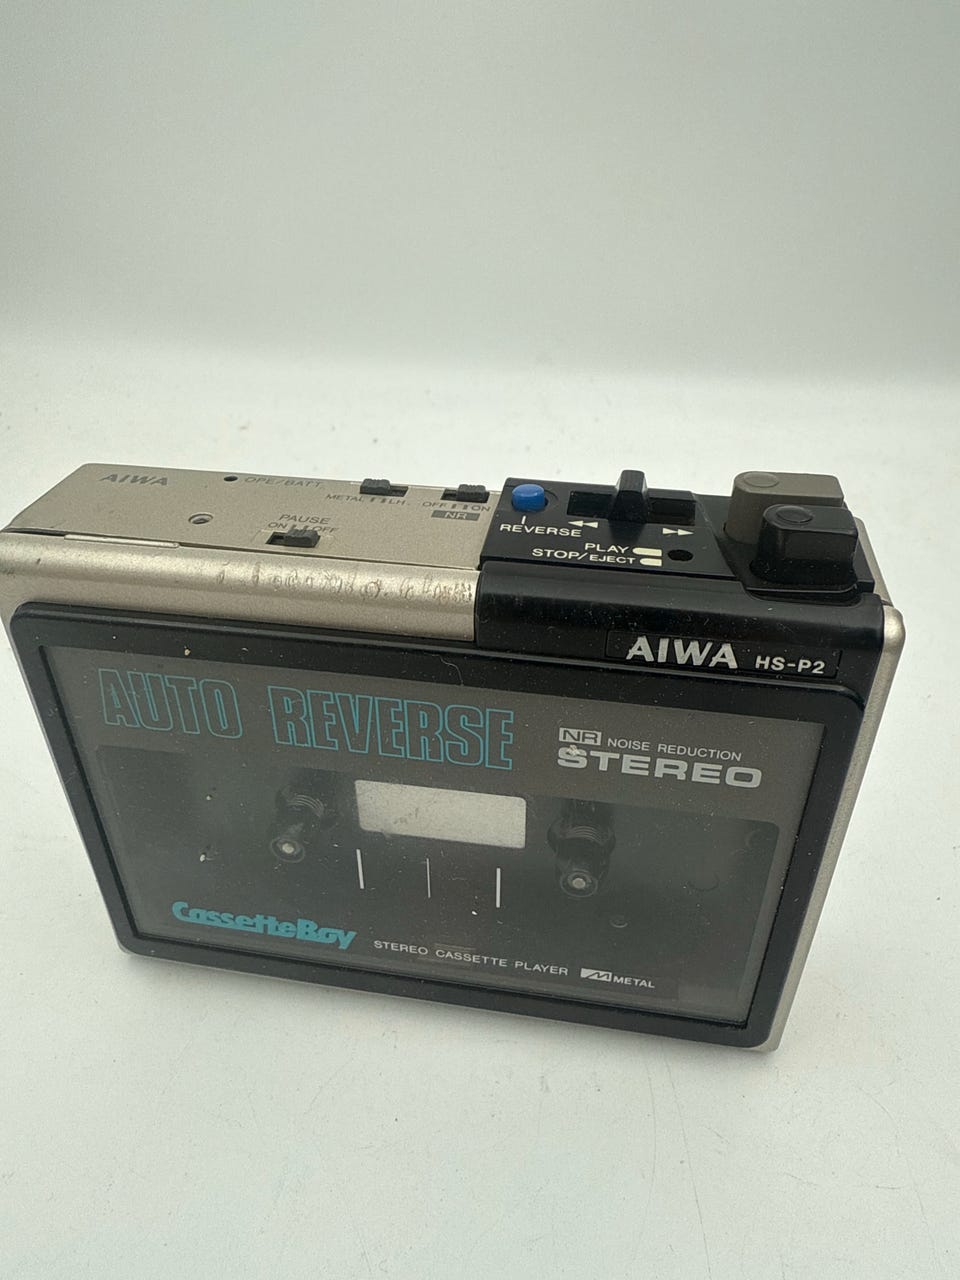 AIWA
OPE/BATT
METAL LH
OFF ON
NR
PAUSE
ON OFF
REVERSE
PLAY
STOP/EJECT
AIWA HS-P2
AUTO REVERSE
NR NOISE REDUCTION
STEREO
CassetteBoy
STEREO CASSETTE PLAYER
METAL